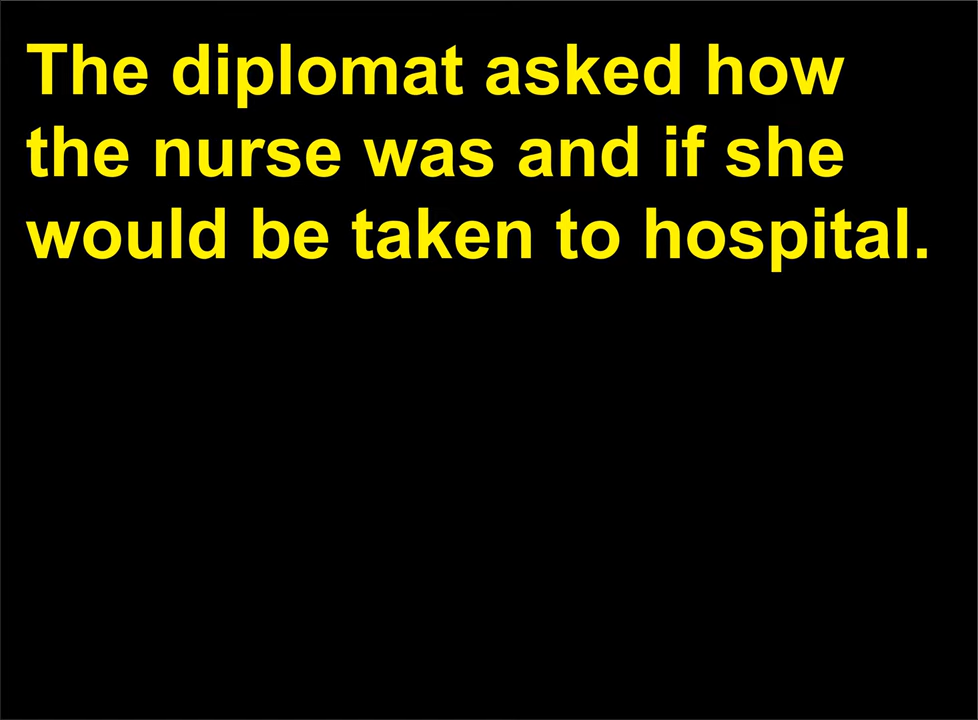 The diplomat asked how
the nurse was and if she
would be taken to hospital.